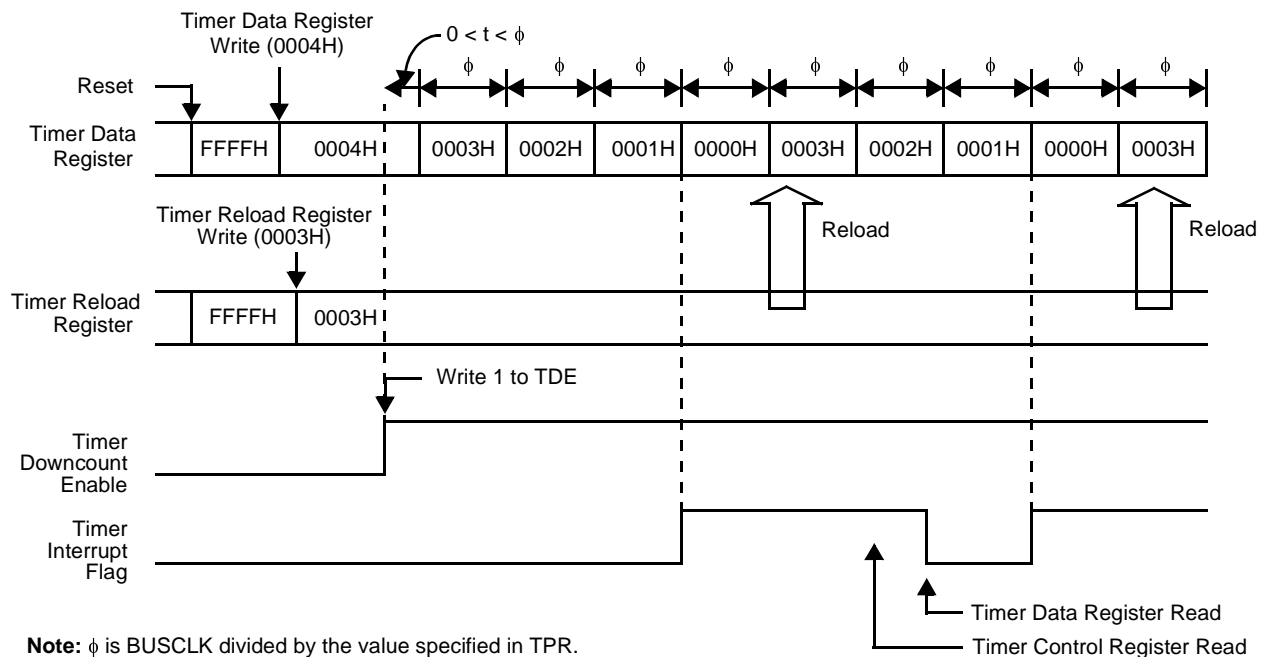 Timer Data Register
Write (0004H)
0 < t < ϕ
ϕ ϕ ϕ ϕ ϕ ϕ ϕ ϕ ϕ
Reset
Timer Data
Register
FFFFH 0004H 0003H 0002H 0001H 0000H 0003H 0002H 0001H 0000H 0003H
Timer Reload Register
Write (0003H)
Reload
Reload
Timer Reload
Register
FFFFH 0003H
Write 1 to TDE
Timer
Downcount
Enable
Timer
Interrupt
Flag
Timer Data Register Read
Timer Control Register Read
Note: ϕ is BUSCLK divided by the value specified in TPR.